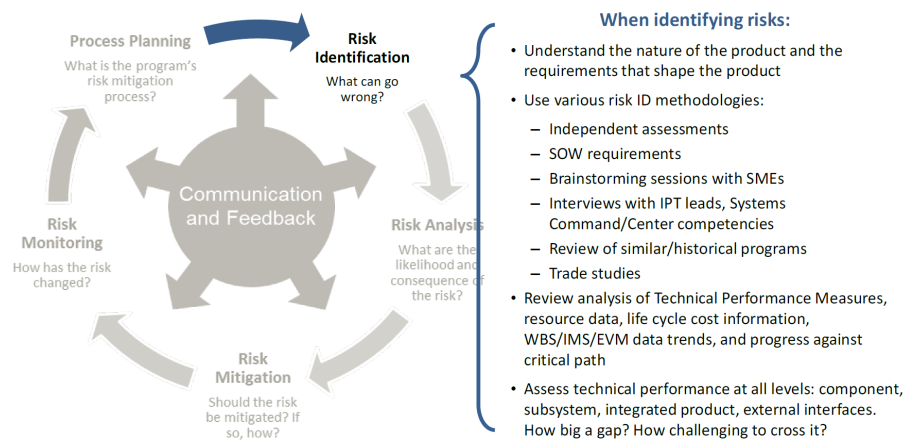 Process Planning
What is the program's
risk mitigation
process?
Risk
Identification
What can go
wrong?
Communication
and Feedback
Risk Analysis
What are the
likelihood and
consequence of
the risk?
Risk
Mitigation
Should the risk
be mitigated? If
so, how?
Risk
Monitoring
How has the risk
changed?
When identifying risks:
• Understand the nature of the product and the
requirements that shape the product
• Use various risk ID methodologies:
– Independent assessments
– SOW requirements
– Brainstorming sessions with SMEs
– Interviews with IPT leads, Systems
Command/Center competencies
– Review of similar/historical programs
– Trade studies
• Review analysis of Technical Performance Measures,
resource data, life cycle cost information,
WBS/IMS/EVM data trends, and progress against
critical path
• Assess technical performance at all levels: component,
subsystem, integrated product, external interfaces.
How big a gap? How challenging to cross it?